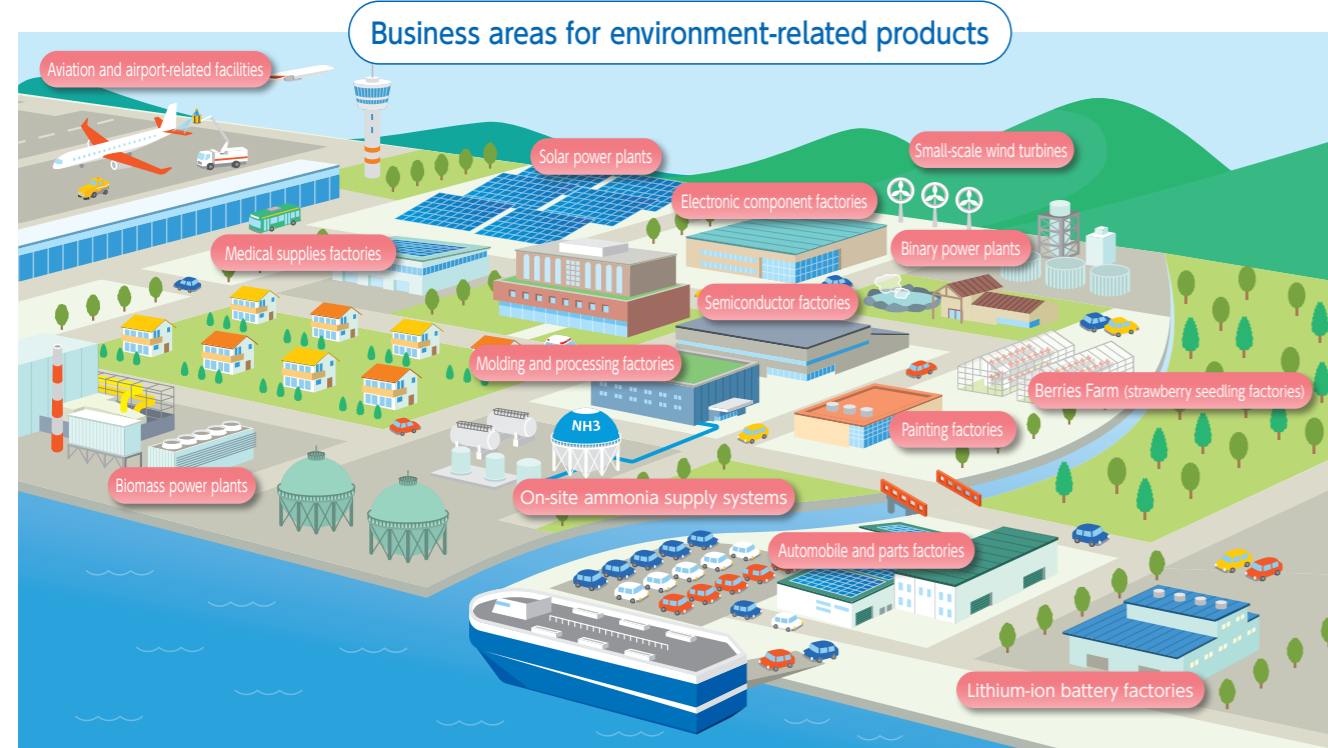 Business areas for environment-related products
Aviation and airport-related facilities
Solar power plants
Small-scale wind turbines
Electronic component factories
Medical supplies factories
Binary power plants
Semiconductor factories
Molding and processing factories
Berries Farm (strawberry seedling factories)
NH3
Painting factories
Biomass power plants
On-site ammonia supply systems
Automobile and parts factories
Lithium-ion battery factories